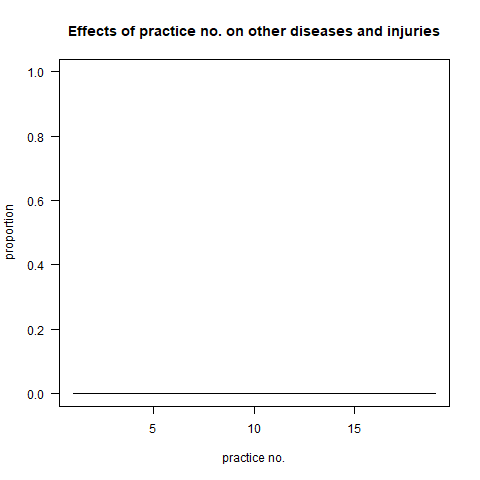 Effects of practice no. on other diseases and injuries
proportion
1.0
0.8
0.6
0.4
0.2
0.0
5 10 15
practice no.